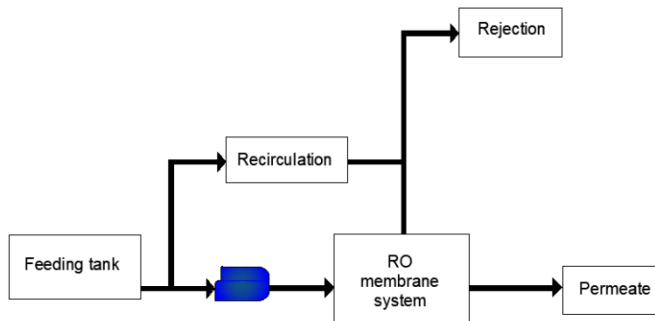 Rejection
Recirculation
Feeding tank
RO
membrane
system
Permeate